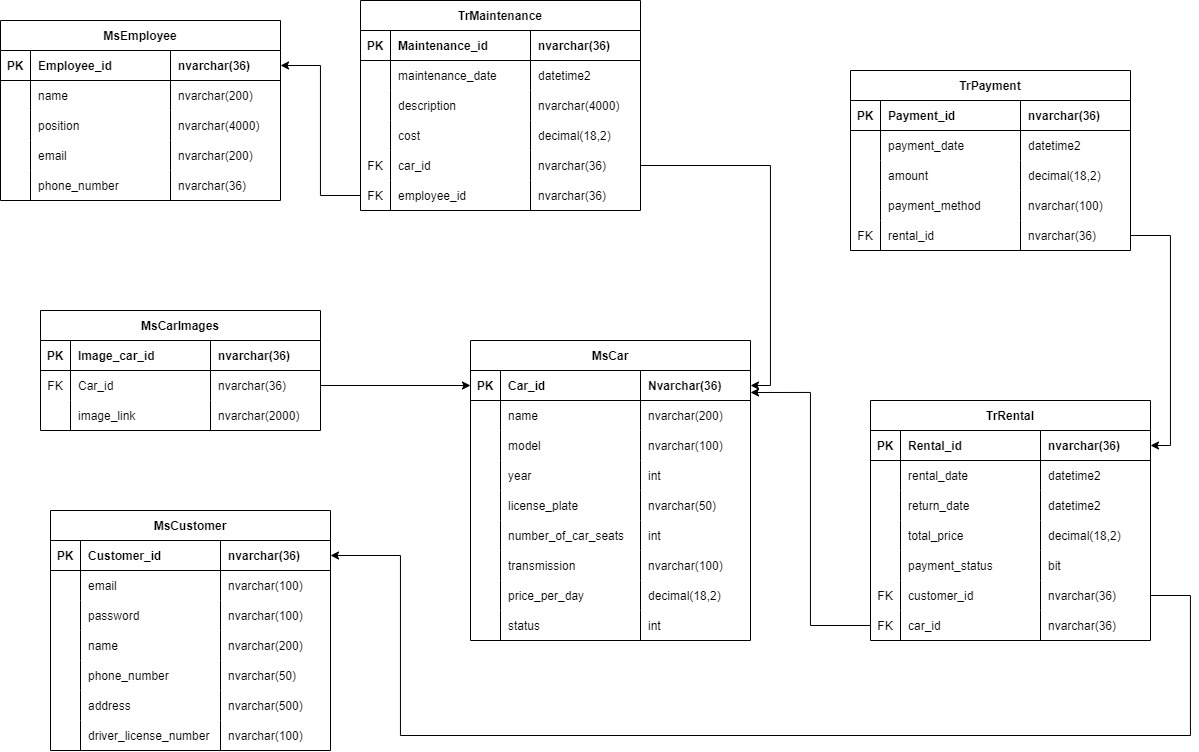 MsEmployee
PK Employee_id nvarchar(36)
name nvarchar(200)
position nvarchar(4000)
email nvarchar(200)
phone_number nvarchar(36)
TrMaintenance
PK Maintenance_id nvarchar(36)
maintenance_date datetime2
description nvarchar(4000)
cost decimal(18,2)
FK car_id nvarchar(36)
FK employee_id nvarchar(36)
TrPayment
PK Payment_id nvarchar(36)
payment_date datetime2
amount decimal(18,2)
payment_method nvarchar(100)
FK rental_id nvarchar(36)
MsCarImages
PK Image_car_id nvarchar(36)
FK Car_id nvarchar(36)
image_link nvarchar(2000)
MsCar
PK Car_id Nvarchar(36)
name nvarchar(200)
model nvarchar(100)
year int
license_plate nvarchar(50)
number_of_car_seats int
transmission nvarchar(100)
price_per_day decimal(18,2)
status int
TrRental
PK Rental_id nvarchar(36)
rental_date datetime2
return_date datetime2
total_price decimal(18,2)
payment_status bit
FK customer_id nvarchar(36)
FK car_id nvarchar(36)
MsCustomer
PK Customer_id nvarchar(36)
email nvarchar(100)
password nvarchar(100)
name nvarchar(200)
phone_number nvarchar(50)
address nvarchar(500)
driver_license_number nvarchar(100)